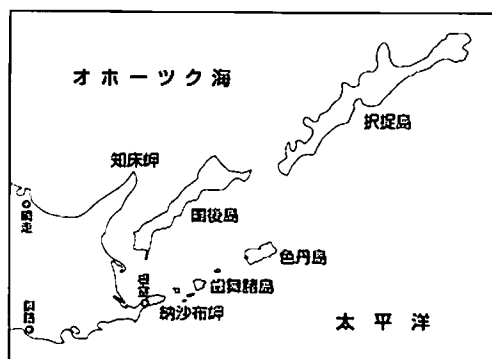 オホーツク海
択捉島
知床岬
国後島
色丹島
歯舞諸島
納沙布岬
太平洋